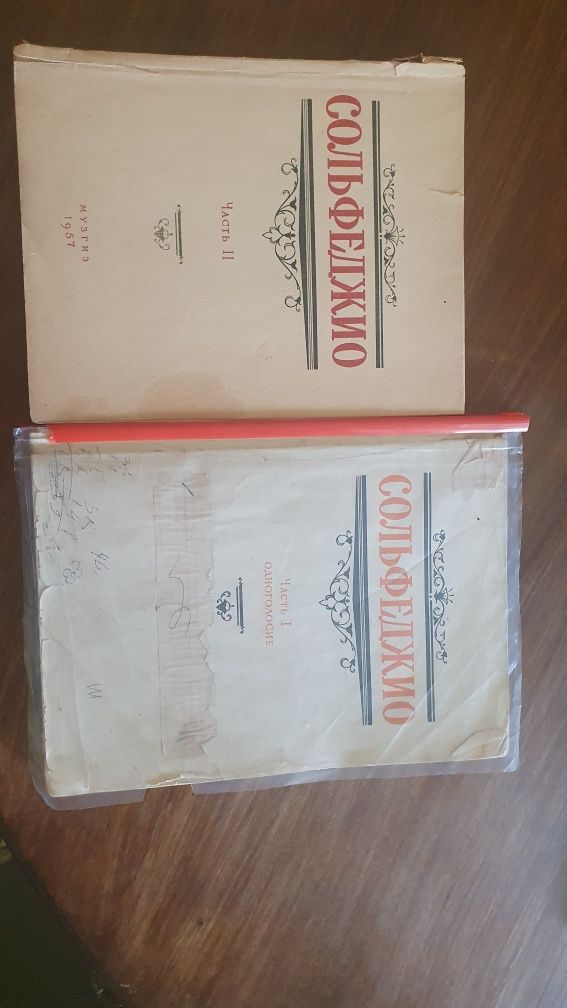 СОЛЬФЕДЖИО
Часть II
МУЗГИЗ
1957
СОЛЬФЕДЖИО
Часть I
ОДНОГОЛОСИЕ